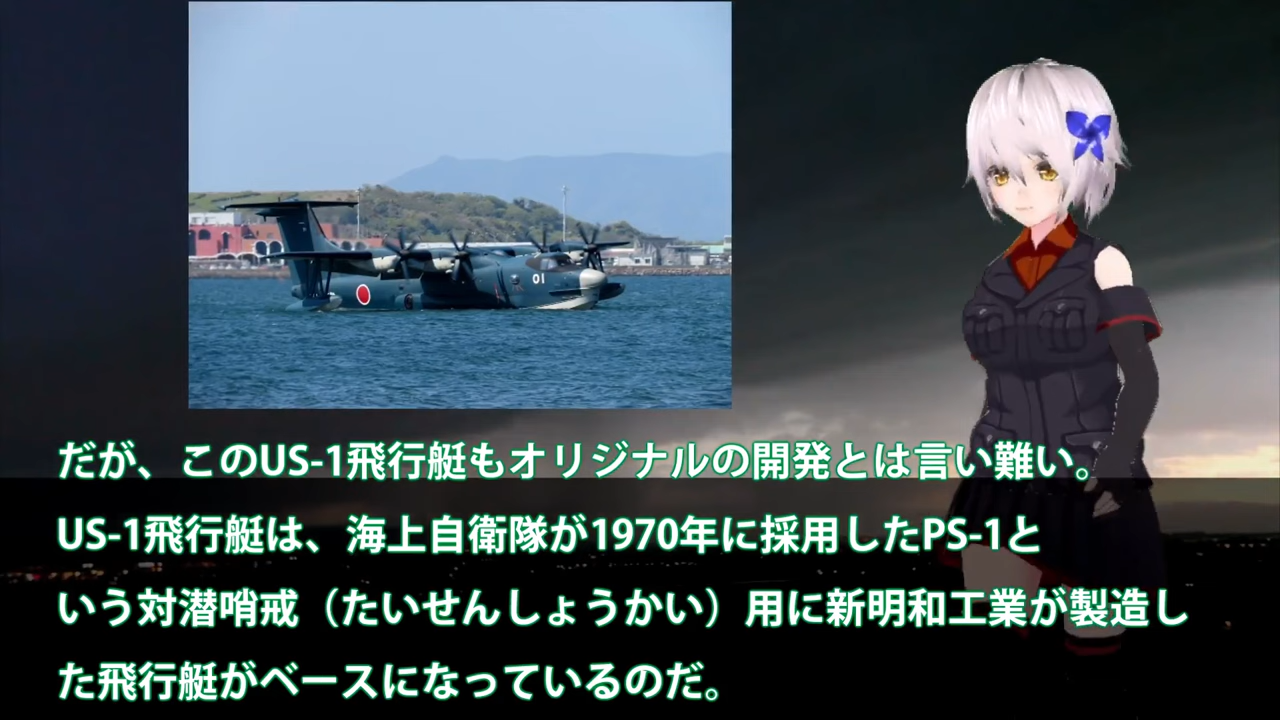 01
だが、このUS-1飛行艇もオリジナルの開発とは言い難い。
US-1飛行艇は、海上自衛隊が1970年に採用したPS-1と
いう対潜哨戒（たいせんしょうかい）用に新明和工業が製造し
た飛行艇がベースになっているのだ。